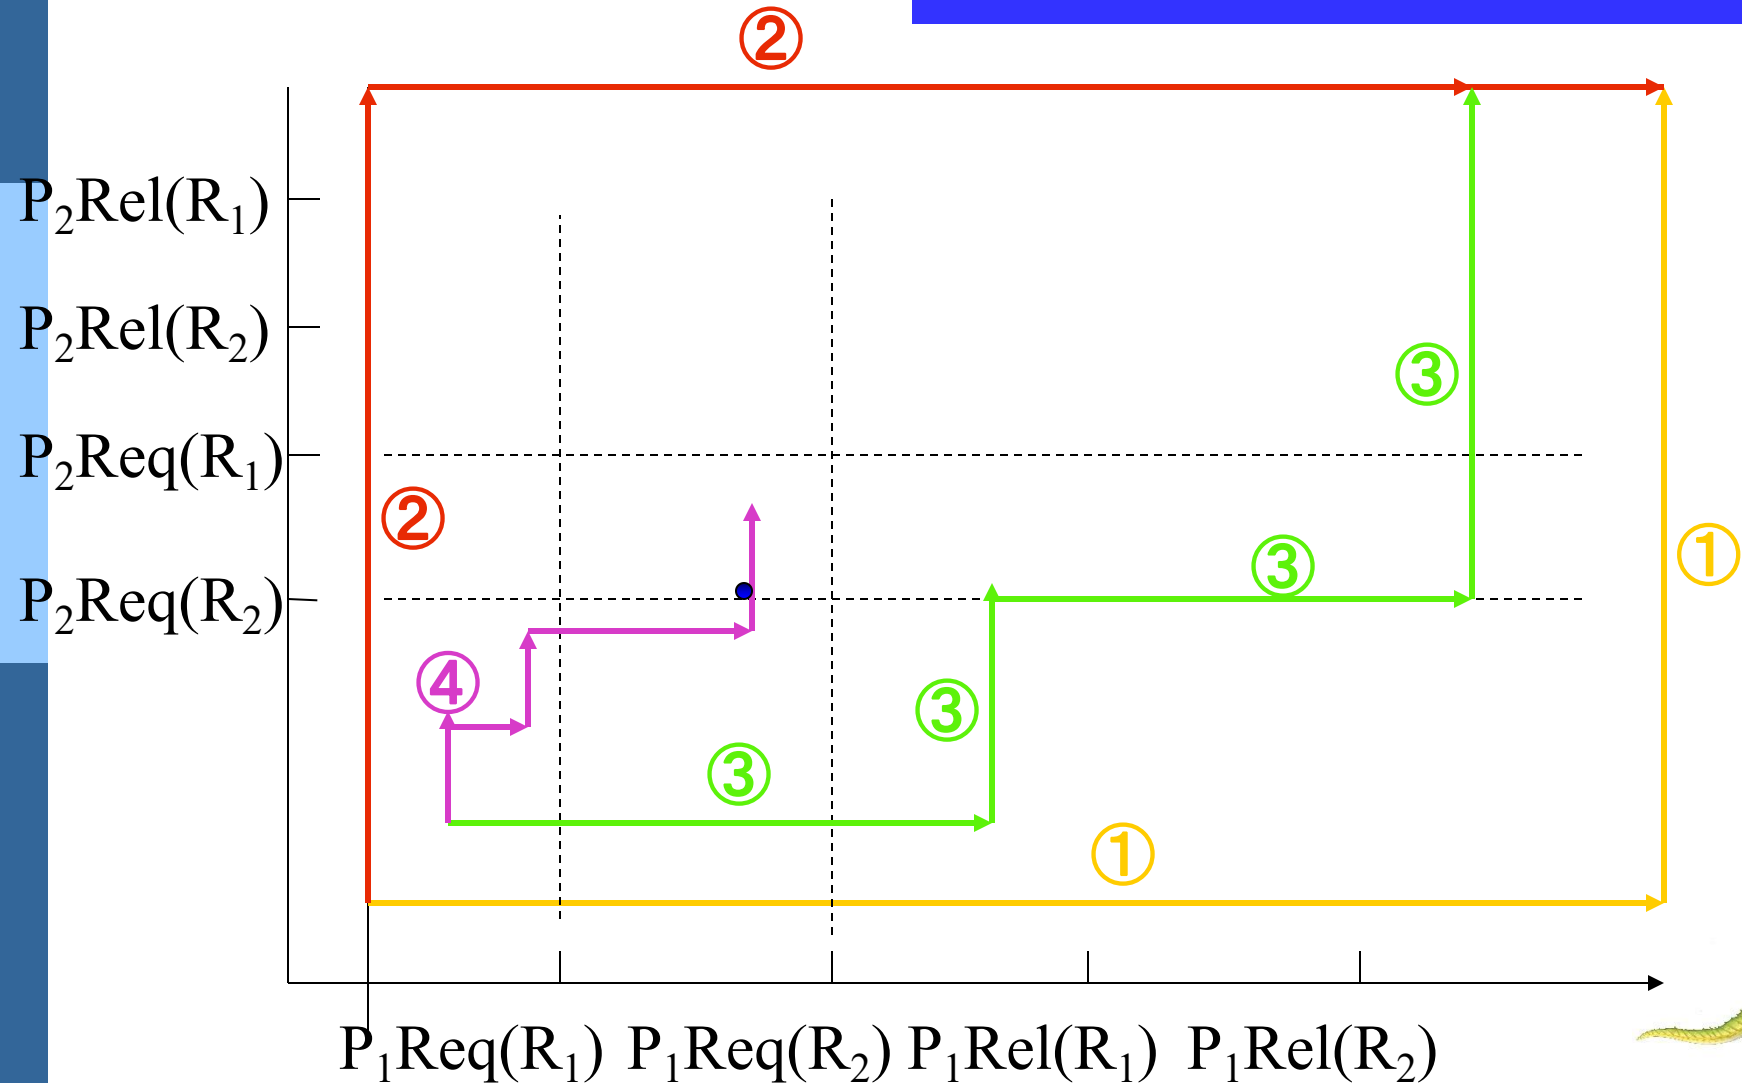 ②
P₂Rel(R₁)
P₂Rel(R₂)
③
P₂Req(R₁)
②
①
③
P₂Req(R₂)
④
③
③
①
P₁Req(R₁) P₁Req(R₂) P₁Rel(R₁) P₁Rel(R₂)